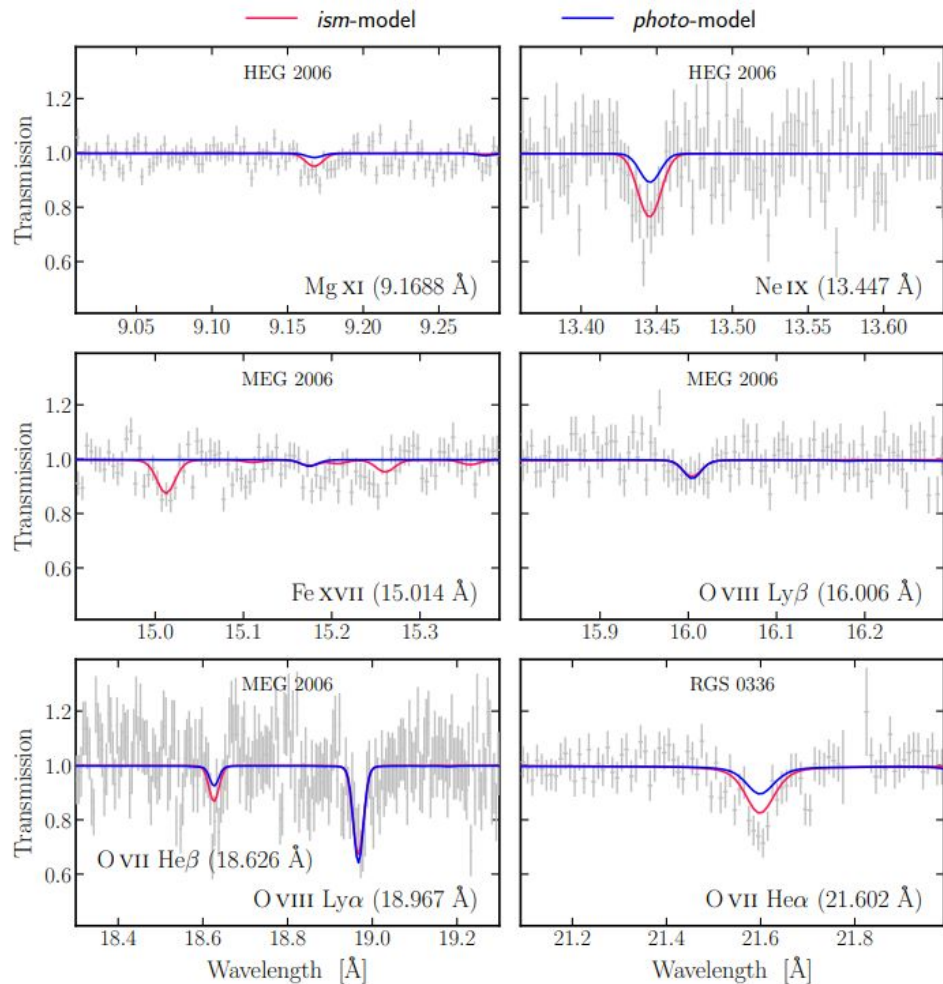 ism-model photo-model
HEG 2006
Transmission
1.2
1.0
0.8
0.6
Mg XI (9.1688 Å)
9.05 9.10 9.15 9.20 9.25
HEG 2006
Ne IX (13.447 Å)
13.40 13.45 13.50 13.55 13.60
MEG 2006
Transmission
1.2
1.0
0.8
0.6
Fe XVII (15.014 Å)
15.0 15.1 15.2 15.3
MEG 2006
O VIII Lyβ (16.006 Å)
15.9 16.0 16.1 16.2
MEG 2006
Transmission
1.2
1.0
0.8
0.6
O VII Heβ (18.626 Å)
O VIII Lyα (18.967 Å)
18.4 18.6 18.8 19.0 19.2
Wavelength [Å]
RGS 0336
O VII Heα (21.602 Å)
21.2 21.4 21.6 21.8
Wavelength [Å]